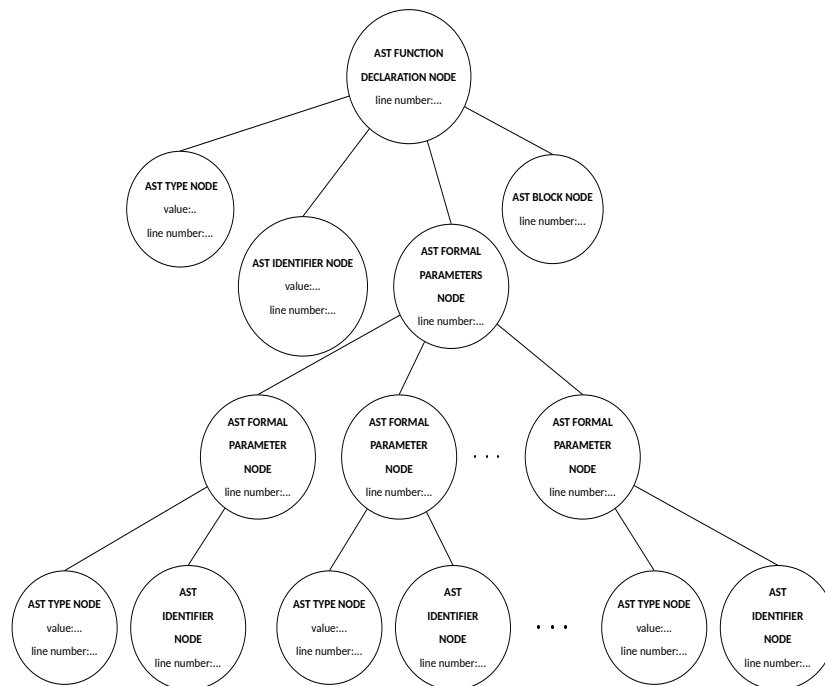 AST FUNCTION
DECLARATION NODE
line number:...
AST TYPE NODE
value:..
line number:...
AST IDENTIFIER NODE
value:...
line number:...
AST FORMAL
PARAMETERS
NODE
line number:...
AST BLOCK NODE
line number:...
AST FORMAL
PARAMETER
NODE
line number:...
AST FORMAL
PARAMETER
NODE
line number:...
. . .
AST FORMAL
PARAMETER
NODE
line number:...
AST TYPE NODE
value:...
line number:...
AST
IDENTIFIER
NODE
line number:...
AST TYPE NODE
value:...
line number:...
AST
IDENTIFIER
NODE
line number:...
. . .
AST TYPE NODE
value:...
line number:...
AST
IDENTIFIER
NODE
line number:...